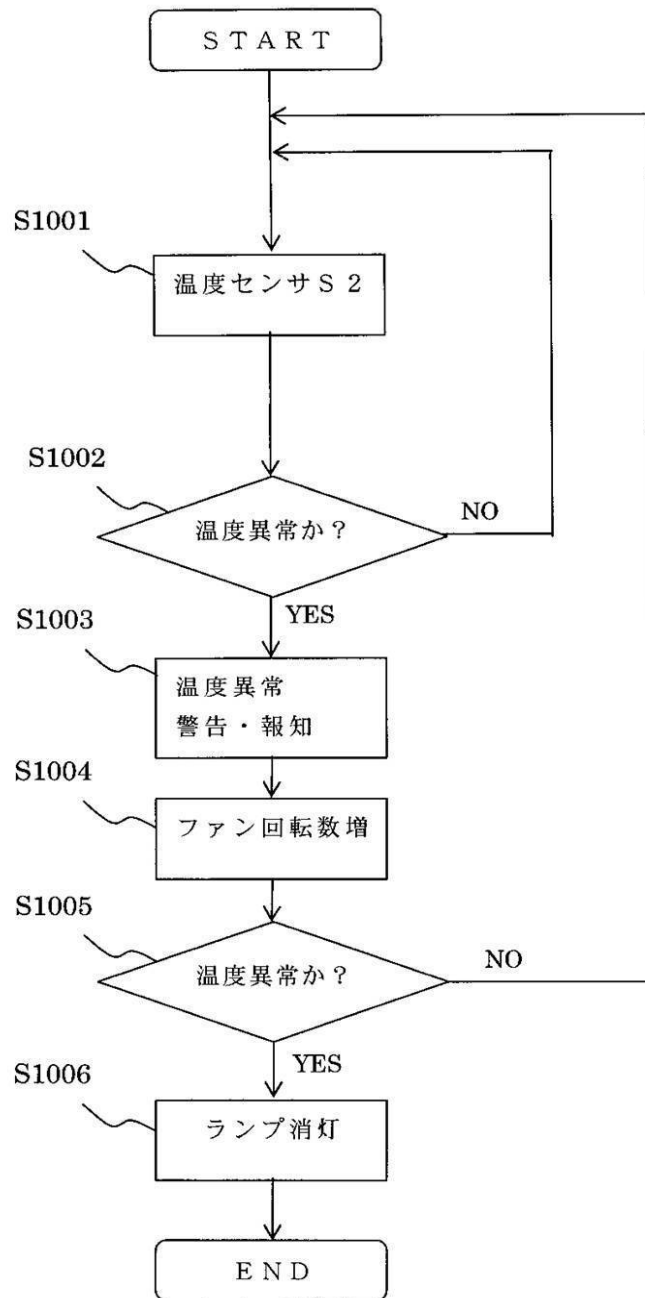 ＳＴＡＲＴ
S1001
温度センサＳ２
S1002
温度異常か？
NO
YES
S1003
温度異常
警告・報知
S1004
ファン回転数増
S1005
温度異常か？
NO
YES
S1006
ランプ消灯
ＥＮＤ